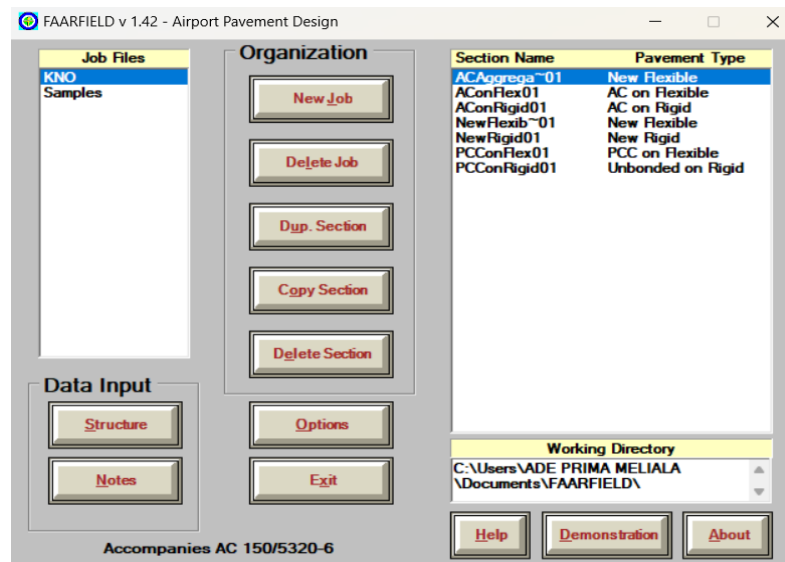 FAARFIELD v 1.42 - Airport Pavement Design
Job Files
KNO
Samples
Organization
New Job
Delete Job
Dup. Section
Copy Section
Delete Section
Data Input
Structure
Notes
Options
Exit
Accompanies AC 150/5320-6
Section Name Pavement Type
ACAggrega~01 New Flexible
AConFlex01 AC on Flexible
AConRigid01 AC on Rigid
NewFlexib~01 New Flexible
NewRigid01 New Rigid
PCConFlex01 PCC on Flexible
PCConRigid01 Unbonded on Rigid
Working Directory
C:\Users\ADE PRIMA MELIALA
\Documents\FAARFIELD\
Help
Demonstration
About